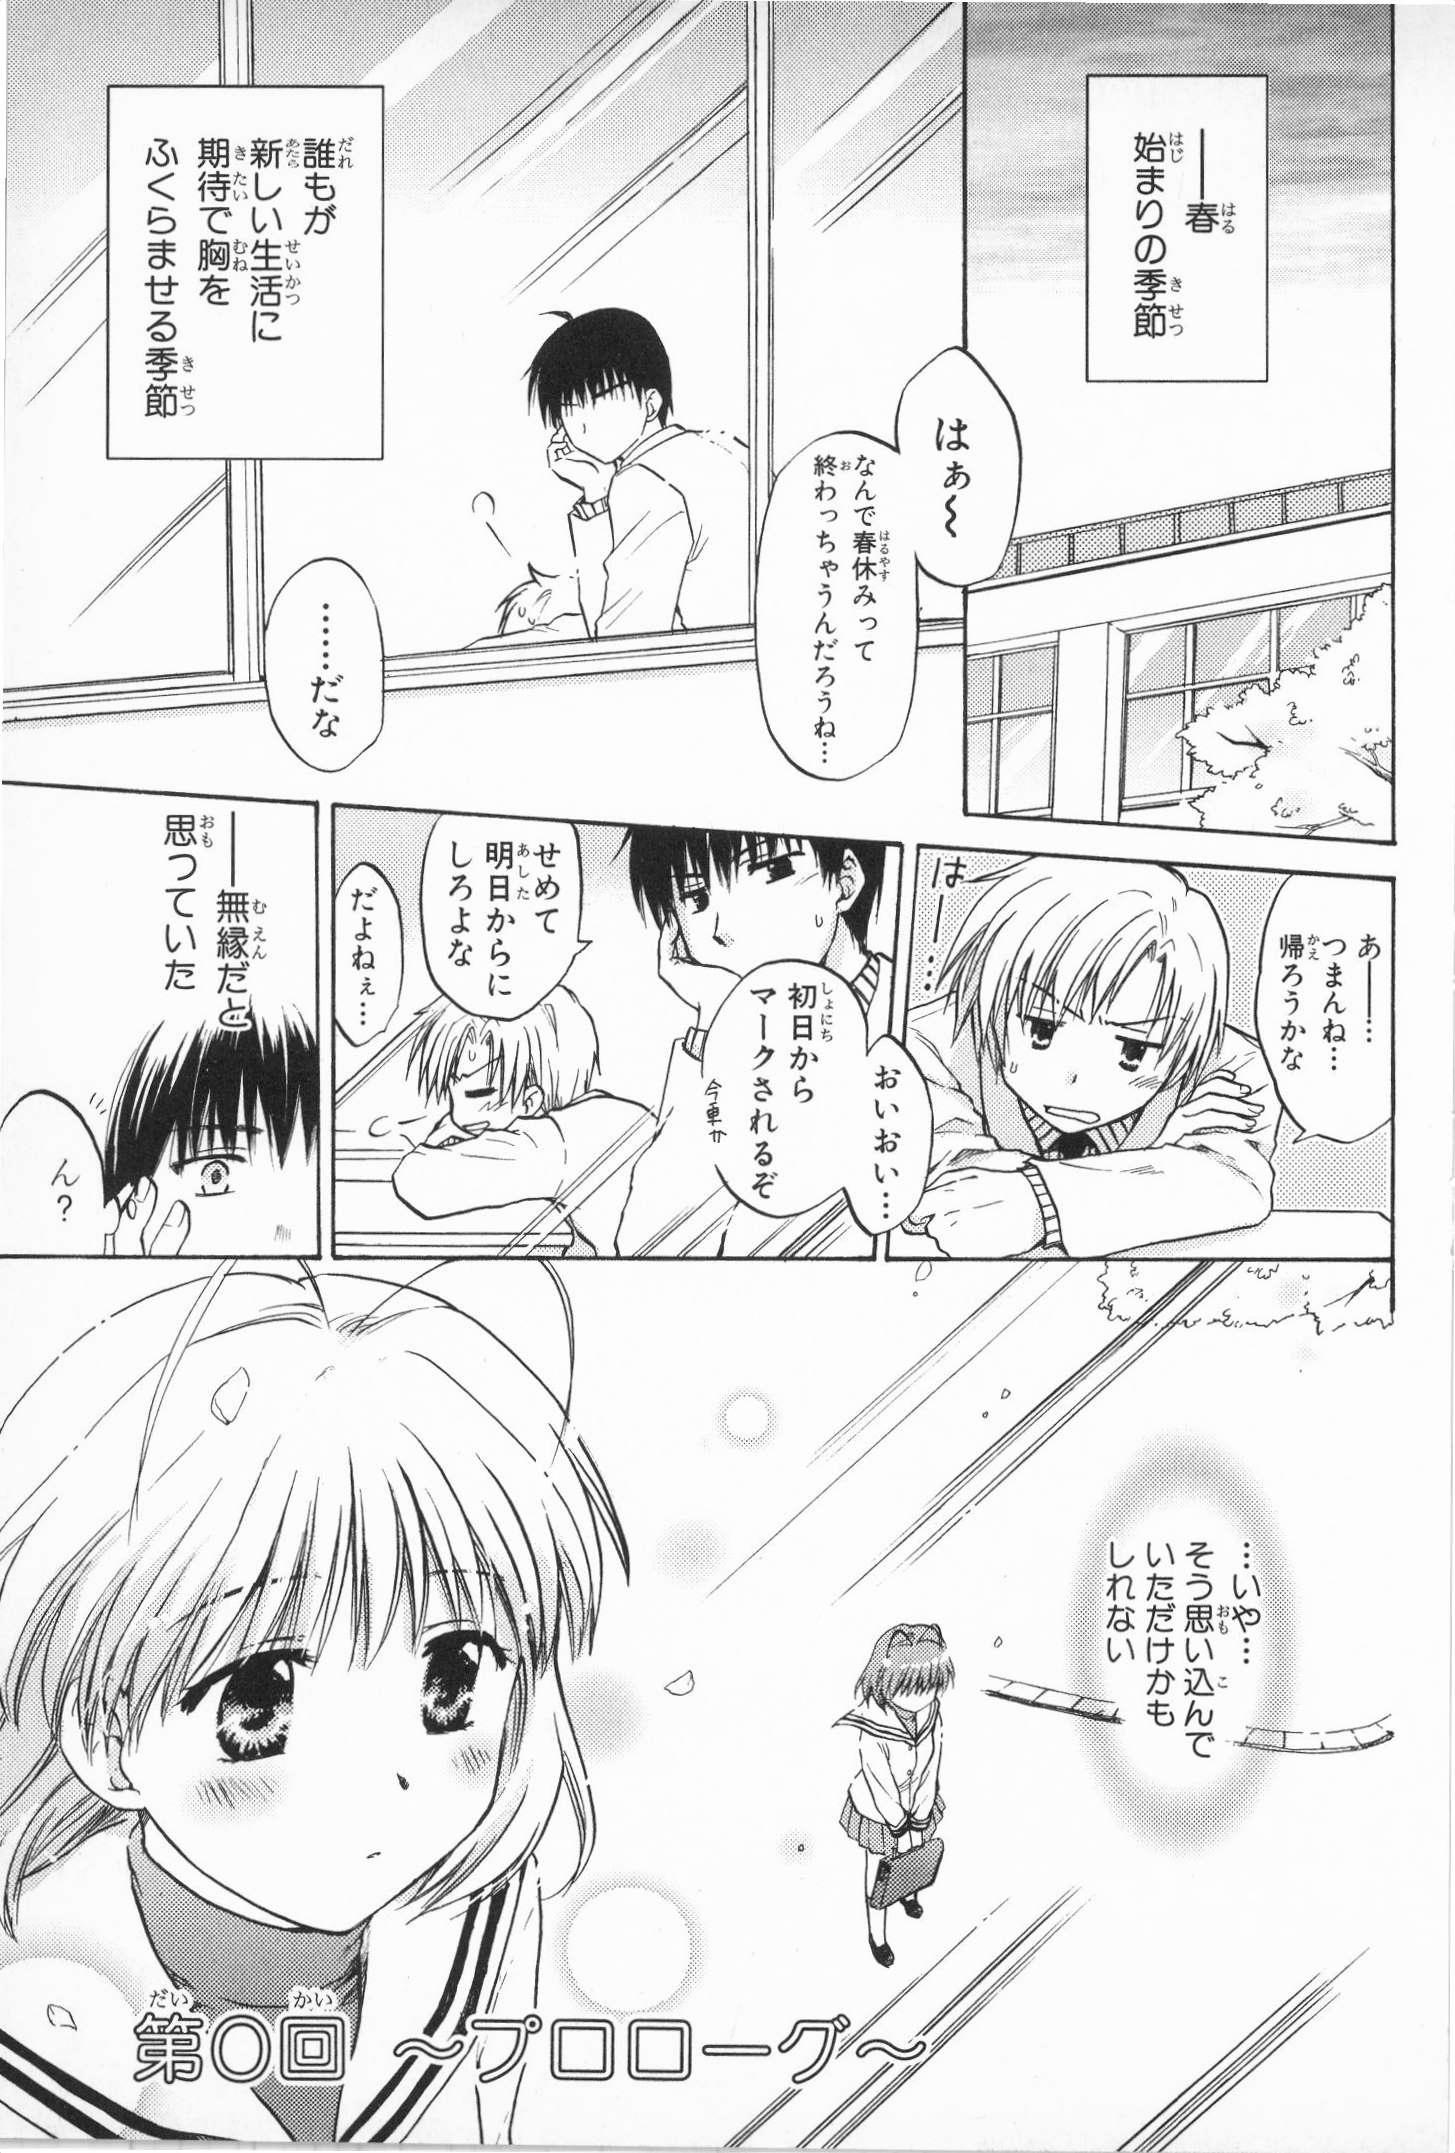 ──春
始まりの季節
はぁ〜
なんで春休みって
終わっちゃうんだろうね…
誰もが
新しい生活に
期待で胸を
ふくらませる季節
……だな
あ──…
つまんね…
帰ろうかな
は───…
おいおい…
初日から
マークされるぞ
今車か
せめて
明日からに
しろよな
だよねぇ…
──無縁だと
思っていた
ん?
…いや…
そう思い込んで
いただけかも
しれない
第0回 〜プロローグ〜